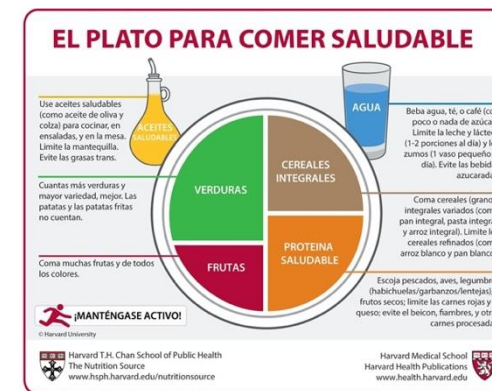 EL PLATO PARA COMER SALUDABLE
Use aceites saludables
(como aceite de oliva y
colza) para cocinar, en
ensaladas, y en la mesa.
Limite la mantequilla.
Evite las grasas trans.
ACEITES
SALUDABLES
AGUA
Beba agua, té, o café (co
poco o nada de azúca
Limite la leche y lácte
(1-2 porciones al día) y lo
zumos (1 vaso pequeño
día). Evite las bebid
azucarada
Cuantas más verduras y
mayor variedad, mejor. Las
patatas y las patatas fritas
no cuentan.
VERDURAS
CEREALES
INTEGRALES
Coma cereales (grano
integrales variados (com
pan integral, pasta integra
y arroz integral). Limite lo
cereales refinados (com
arroz blanco y pan blanco
Coma muchas frutas y de todos
los colores.
FRUTAS
PROTEINA
SALUDABLE
Escoja pescados, aves, legumbre
(habichuelas/garbanzos/lentejas),
frutos secos; limite las carnes rojas y
queso; evite el beicon, fiambres, y otr
carnes procesada
¡MANTÉNGASE ACTIVO!
© Harvard University
Harvard T.H. Chan School of Public Health
The Nutrition Source
www.hsph.harvard.edu/nutritionsource
Harvard Medical School
Harvard Health Publications
www.health.harvard.edu